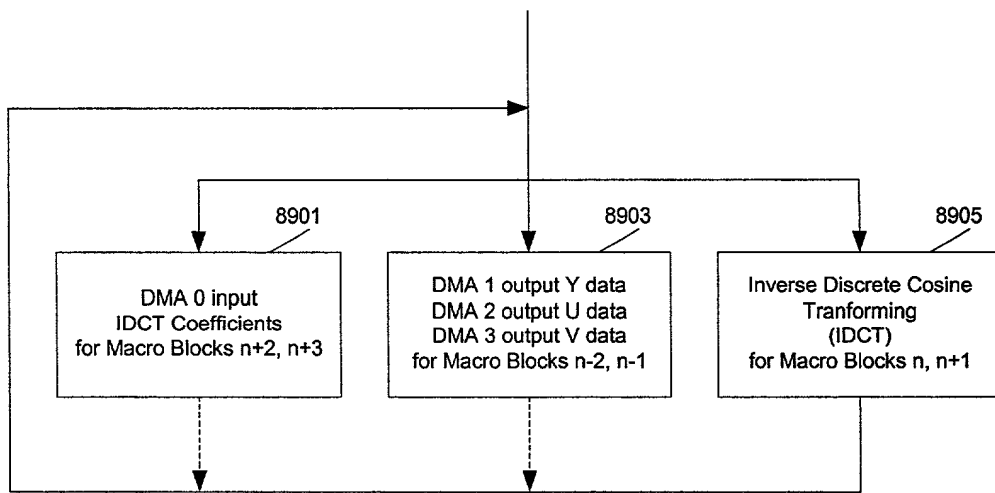 8901
8903
8905
DMA 0 input
IDCT Coefficients
for Macro Blocks n+2, n+3
DMA 1 output Y data
DMA 2 output U data
DMA 3 output V data
for Macro Blocks n-2, n-1
Inverse Discrete Cosine
Tranforming
(IDCT)
for Macro Blocks n, n+1